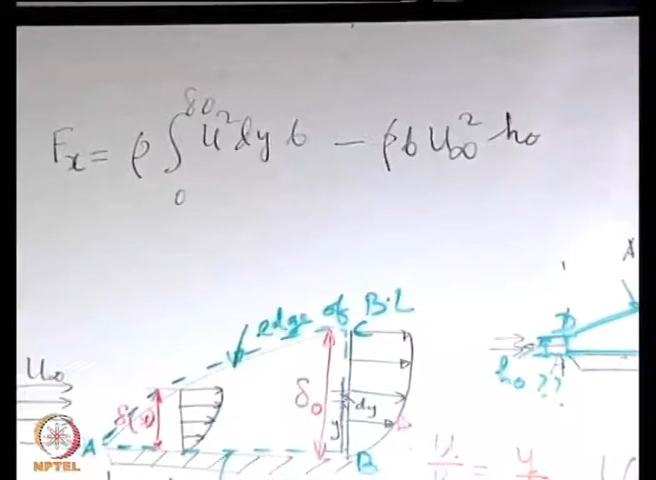 Fx = ρ ∫₀^δ0 u² dy b − ρ b U∞² h₀
edge of B.L
A
C
U∞
δ₀
dy
D
h₀ ??
δ(x)
y
A
B
NPTEL